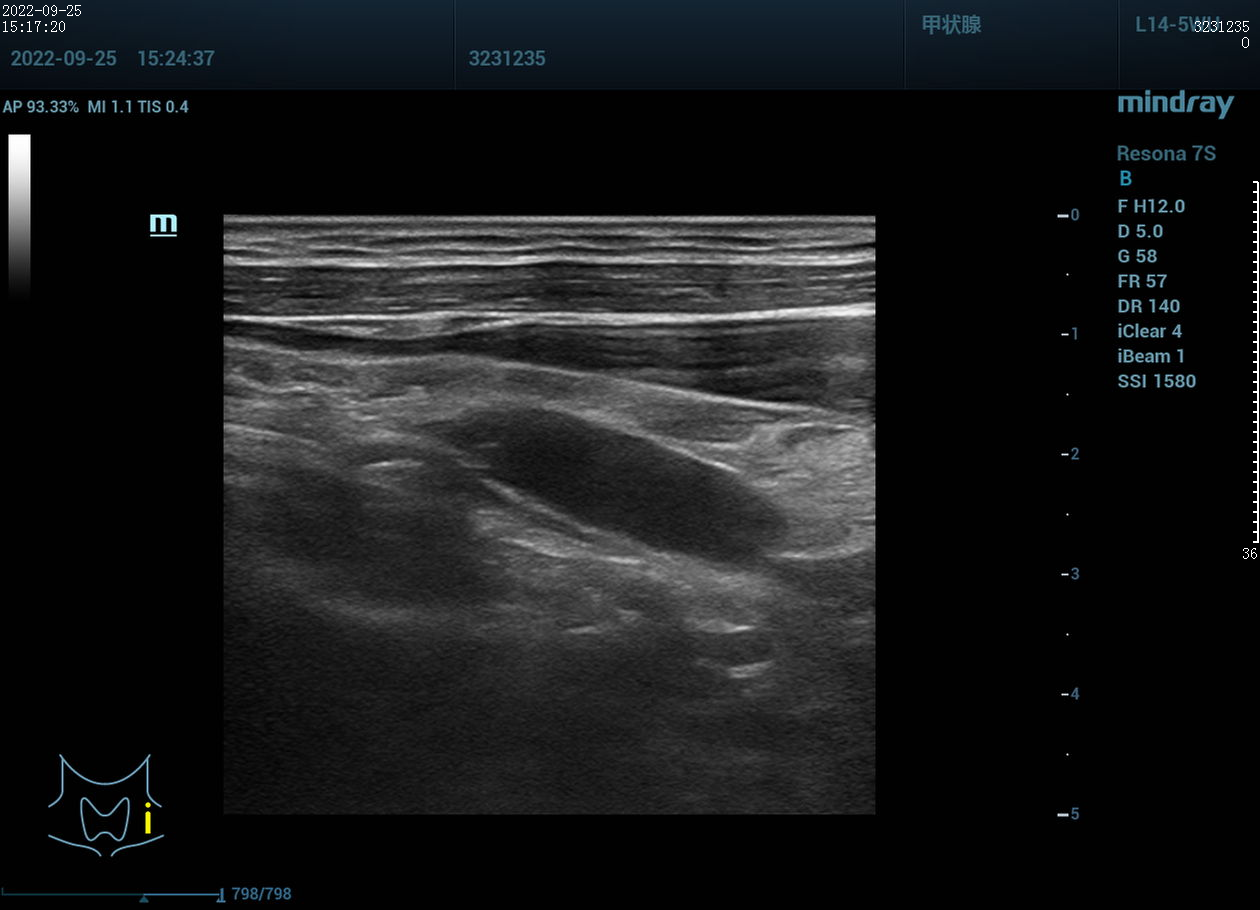 2022-09-25
15:17:20
2022-09-25 15:24:37
3231235
甲状腺
3231235
0
AP 93.33% MI 1.1 TIS 0.4
mindray
Resona 7S
B
F H12.0
D 5.0
G 58
FR 57
DR 140
iClear 4
iBeam 1
SSI 1580
m
0
1
2
3
4
5
36
798/798